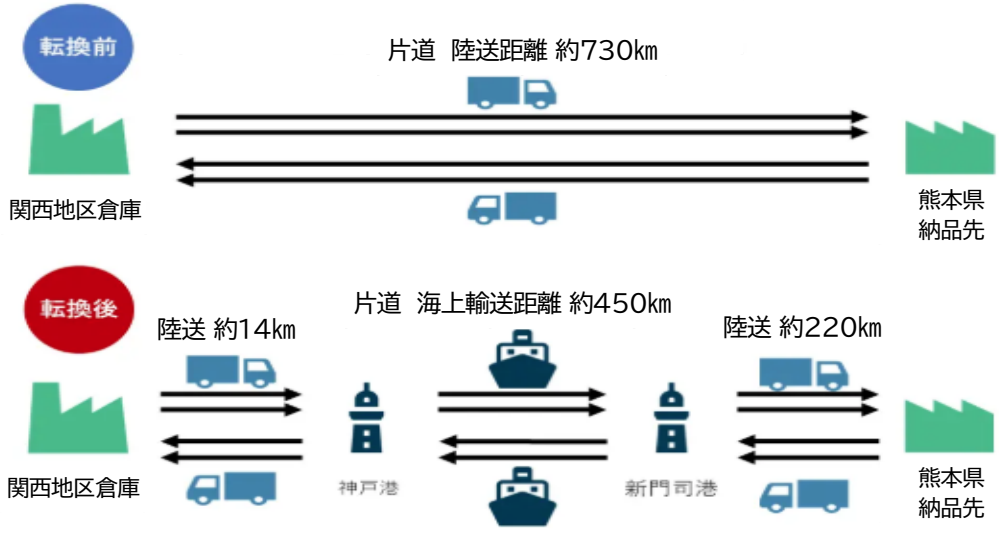 転換前
片道 陸送距離 約730㎞
関西地区倉庫
熊本県
納品先
転換後
片道 海上輸送距離 約450㎞
陸送 約14㎞
陸送 約220㎞
関西地区倉庫
神戸港
新門司港
熊本県
納品先